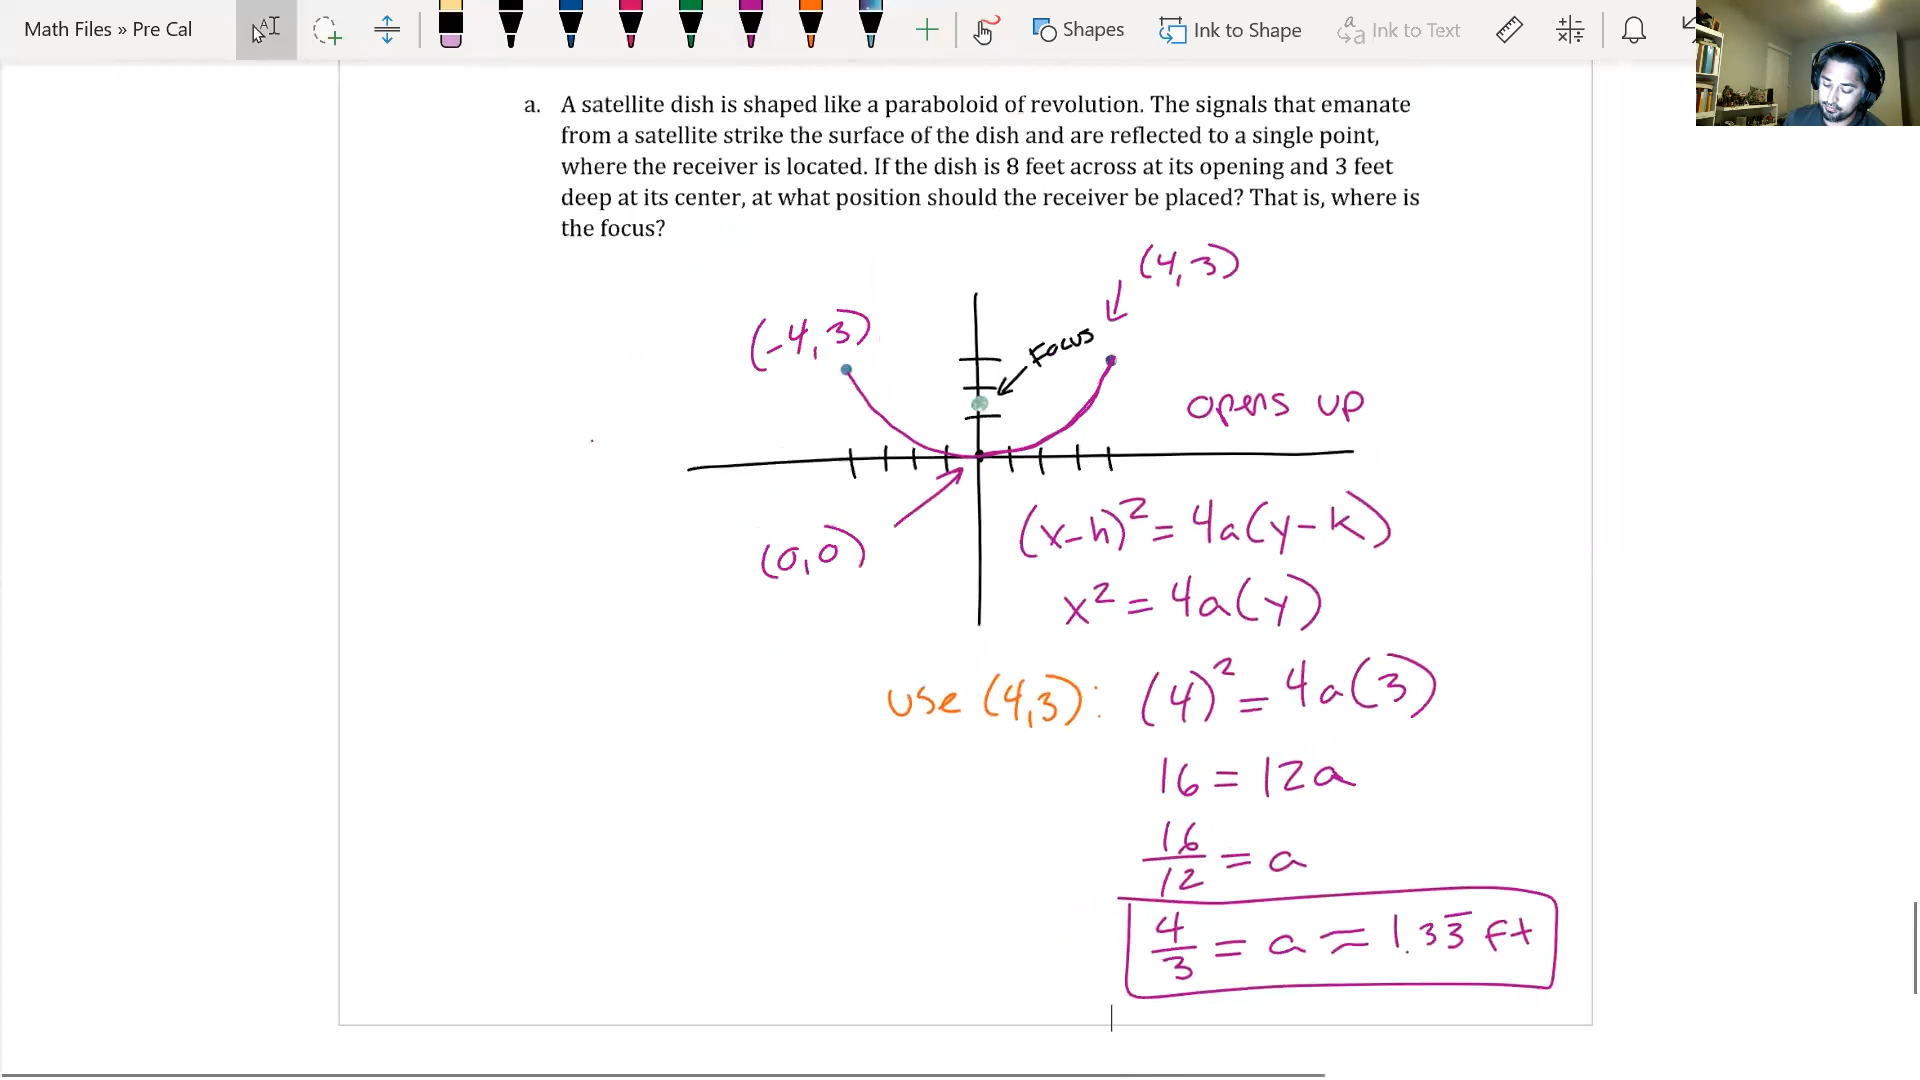 Math Files » Pre Cal
Shapes
Ink to Shape
Ink to Text
a. A satellite dish is shaped like a paraboloid of revolution. The signals that emanate
from a satellite strike the surface of the dish and are reflected to a single point,
where the receiver is located. If the dish is 8 feet across at its opening and 3 feet
deep at its center, at what position should the receiver be placed? That is, where is
the focus?
(4,3)
(-4,3)
Focus
opens up
(0,0)
(x-h)² = 4a(y-k)
x² = 4a(y)
use (4,3): (4)² = 4a(3)
16 = 12a
16/12 = a
4/3 = a ≈ 1.33̅ ft